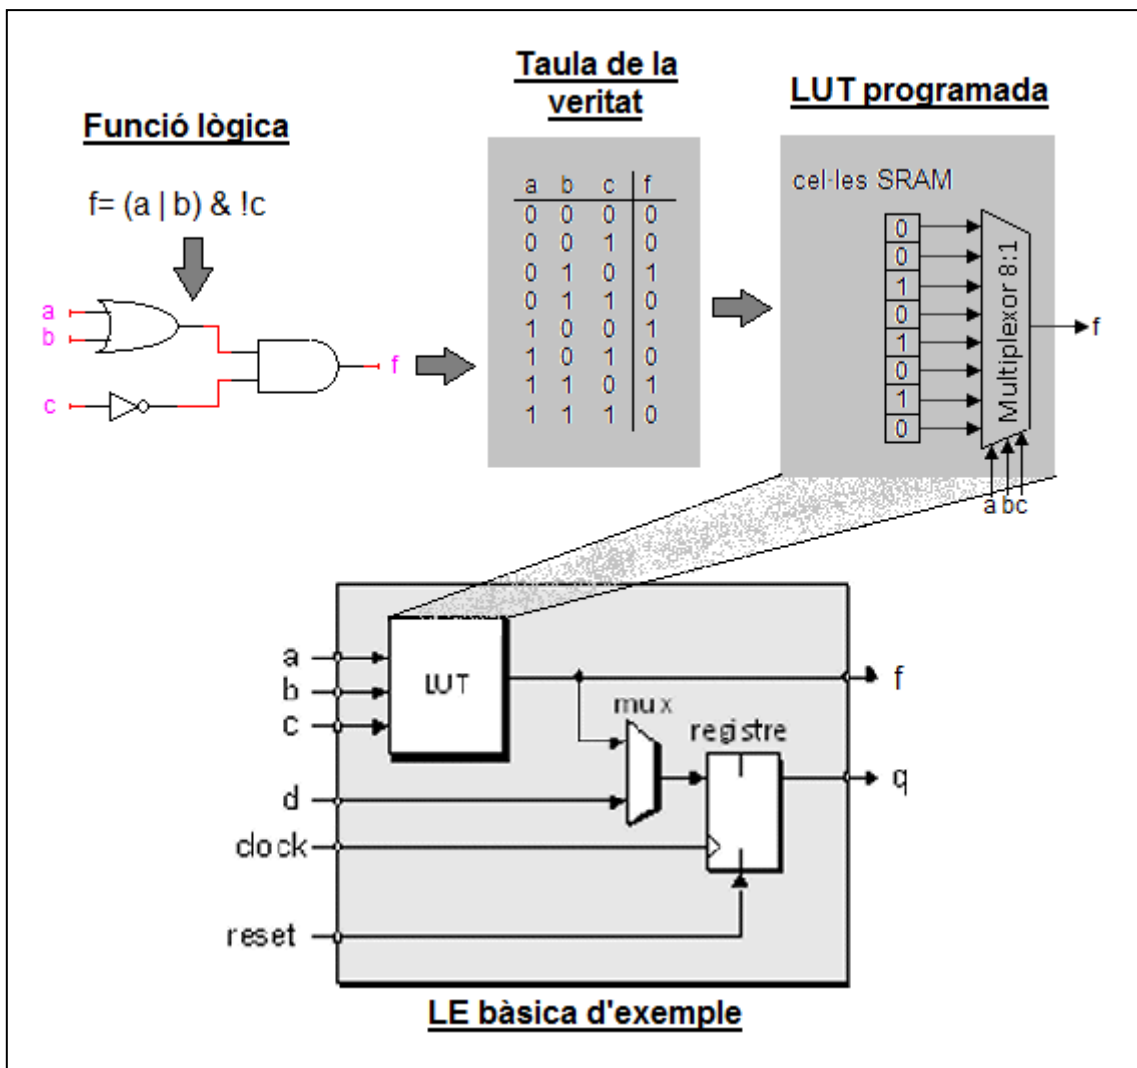 Funció lògica
f= (a | b) & !c
a
b
c
f
Taula de la
veritat
a b c f
0 0 0 0
0 0 1 0
0 1 0 1
0 1 1 0
1 0 0 1
1 0 1 0
1 1 0 1
1 1 1 0
LUT programada
cel·les SRAM
0
0
1
0
1
0
1
0
Multiplexor 8:1
f
a bc
a
b
c
d
clock
reset
LUT
mux
registre
f
q
LE bàsica d'exemple